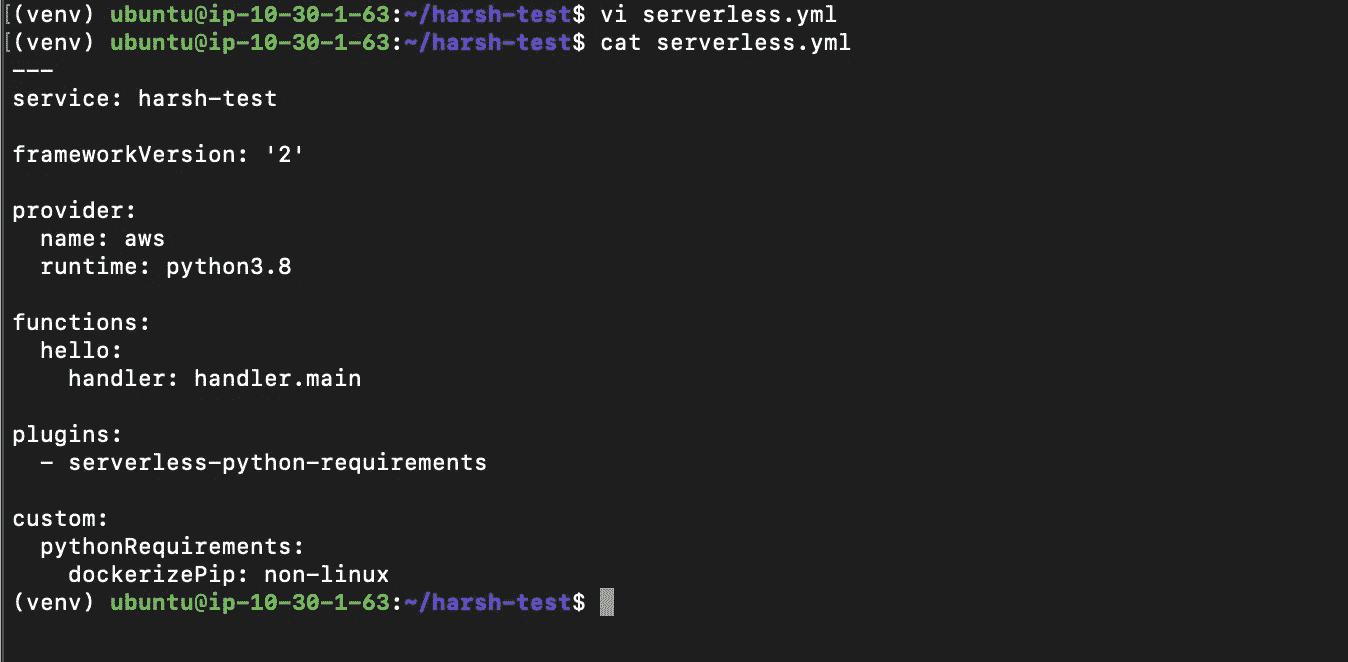 [(venv) ubuntu@ip-10-30-1-63:~/harsh-test$ vi serverless.yml
[(venv) ubuntu@ip-10-30-1-63:~/harsh-test$ cat serverless.yml
---
service: harsh-test

frameworkVersion: '2'

provider:
  name: aws
  runtime: python3.8

functions:
  hello:
    handler: handler.main

plugins:
  - serverless-python-requirements

custom:
  pythonRequirements:
    dockerizePip: non-linux
(venv) ubuntu@ip-10-30-1-63:~/harsh-test$